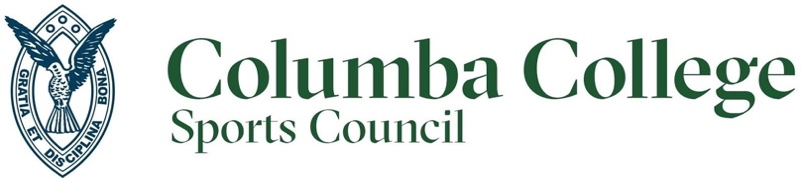 GRATIA ET DISCIPLINA BONA
Columba College
Sports Council